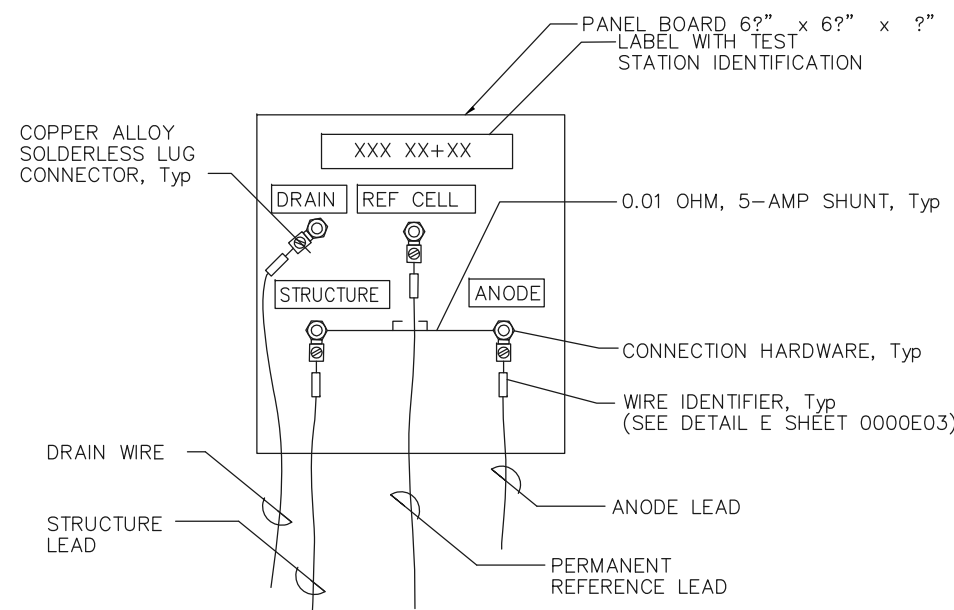 PANEL BOARD 6?” x 6?” x ?”
LABEL WITH TEST
STATION IDENTIFICATION
COPPER ALLOY
SOLDERLESS LUG
CONNECTOR, Typ
XXX XX+XX
DRAIN
REF CELL
0.01 OHM, 5-AMP SHUNT, Typ
STRUCTURE
ANODE
CONNECTION HARDWARE, Typ
WIRE IDENTIFIER, Typ
(SEE DETAIL E SHEET 0000E03)
DRAIN WIRE
ANODE LEAD
STRUCTURE
LEAD
PERMANENT
REFERENCE LEAD